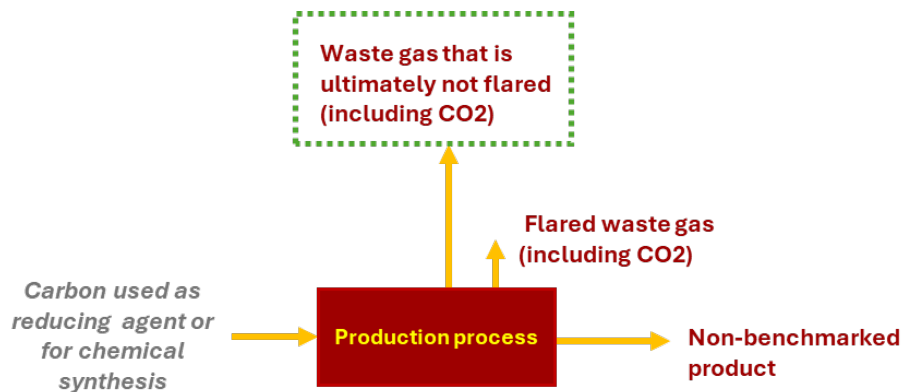 Waste gas that is
ultimately not flared
(including CO2)
Flared waste gas
(including CO2)
Carbon used as
reducing agent or
for chemical
synthesis
Production process
Non-benchmarked
product